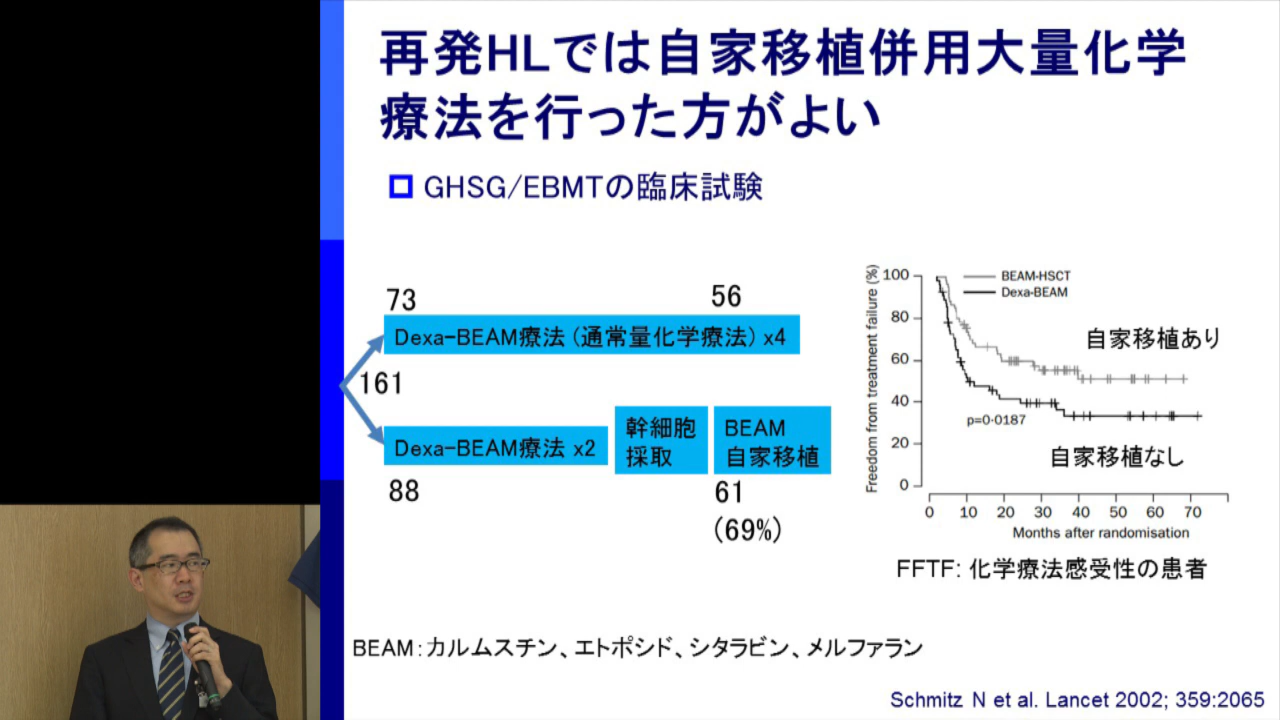 再発HLでは自家移植併用大量化学
療法を行った方がよい
GHSG/EBMTの臨床試験
73
56
Dexa-BEAM療法 (通常量化学療法) x4
161
Dexa-BEAM療法 x2
幹細胞
採取
BEAM
自家移植
88
61
(69%)
Freedom from treatment failure (%)
100
80
60
40
20
0
BEAM-HSCT
Dexa-BEAM
自家移植あり
p=0·0187
自家移植なし
0 10 20 30 40 50 60 70
Months after randomisation
FFTF: 化学療法感受性の患者
BEAM:カルムスチン、エトポシド、シタラビン、メルファラン
Schmitz N et al. Lancet 2002; 359:2065